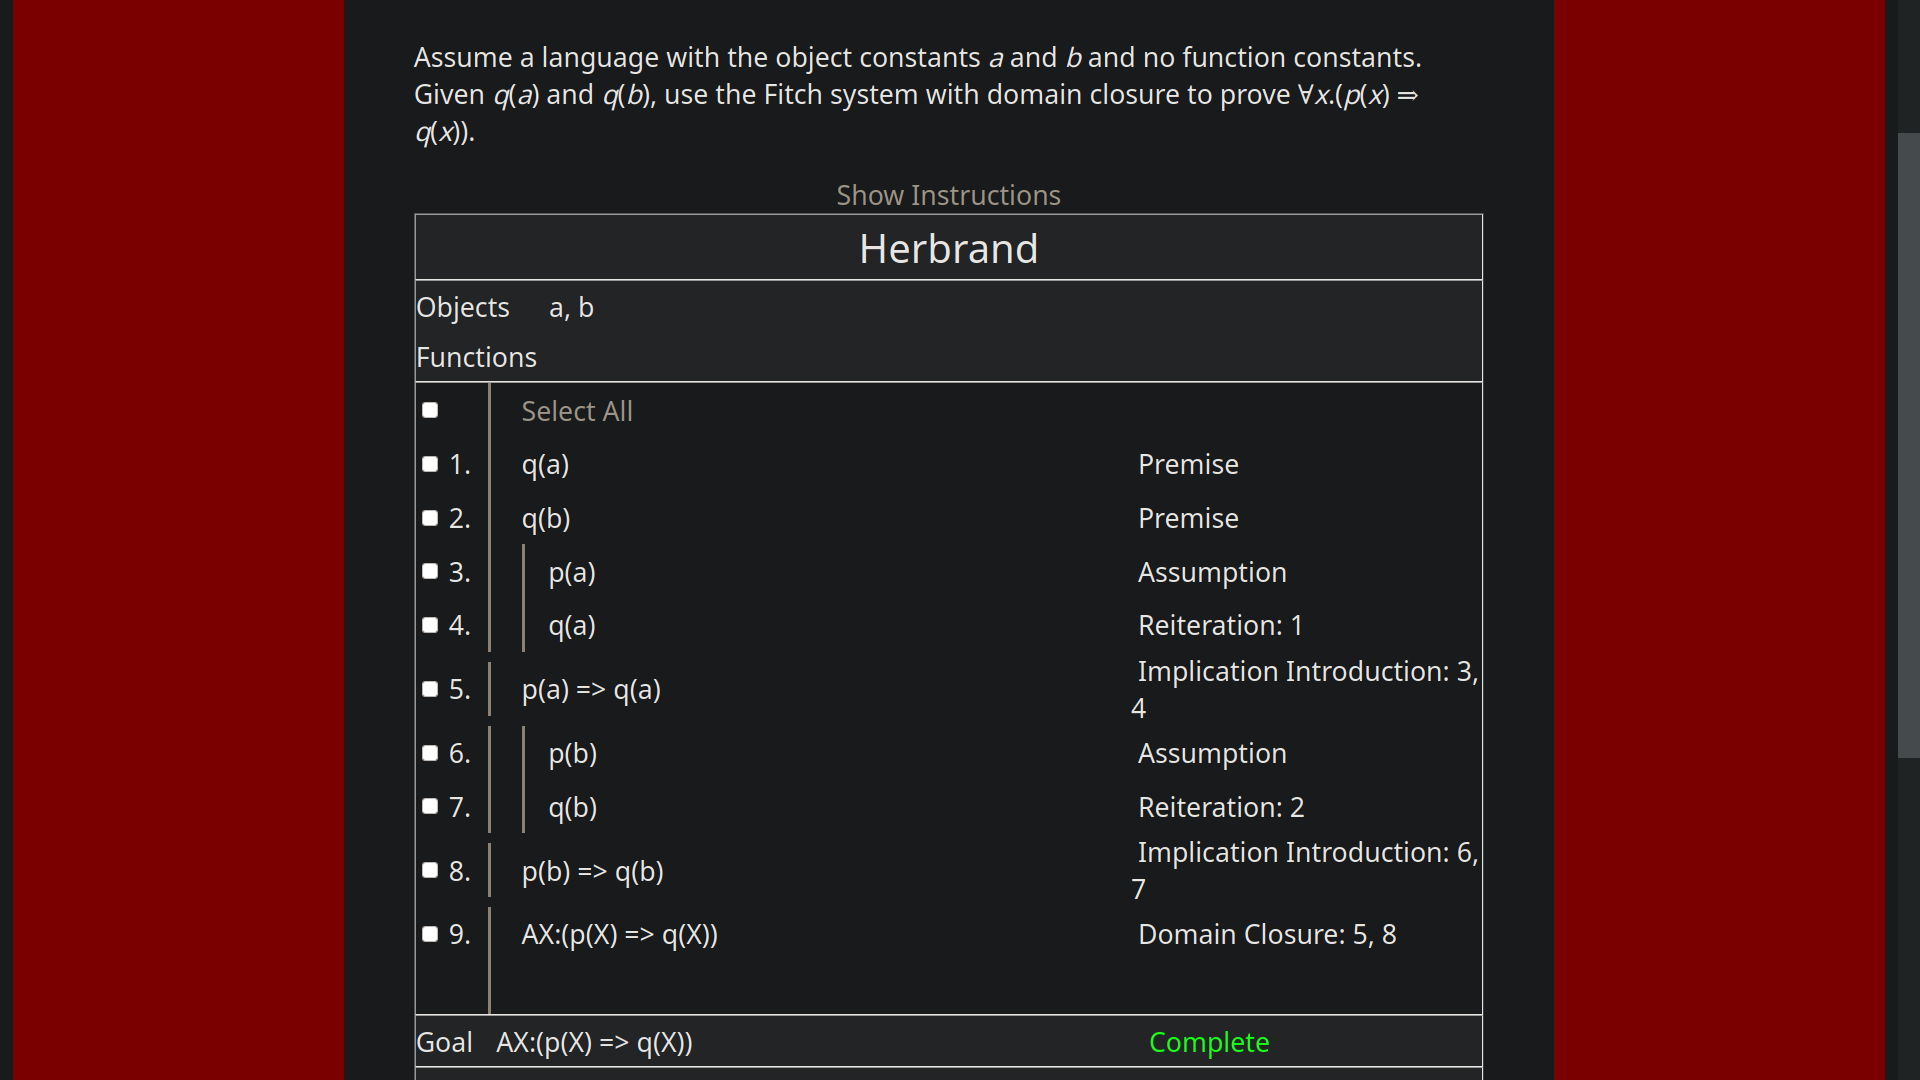 Assume a language with the object constants a and b and no function constants.
Given q(a) and q(b), use the Fitch system with domain closure to prove ∀x.(p(x) ⇒
q(x)).
Show Instructions
Herbrand
Objects a, b
Functions
Select All
1. q(a) Premise
2. q(b) Premise
3. p(a) Assumption
4. q(a) Reiteration: 1
5. p(a) => q(a) Implication Introduction: 3,
4
6. p(b) Assumption
7. q(b) Reiteration: 2
8. p(b) => q(b) Implication Introduction: 6,
7
9. AX:(p(X) => q(X)) Domain Closure: 5, 8
Goal AX:(p(X) => q(X)) Complete